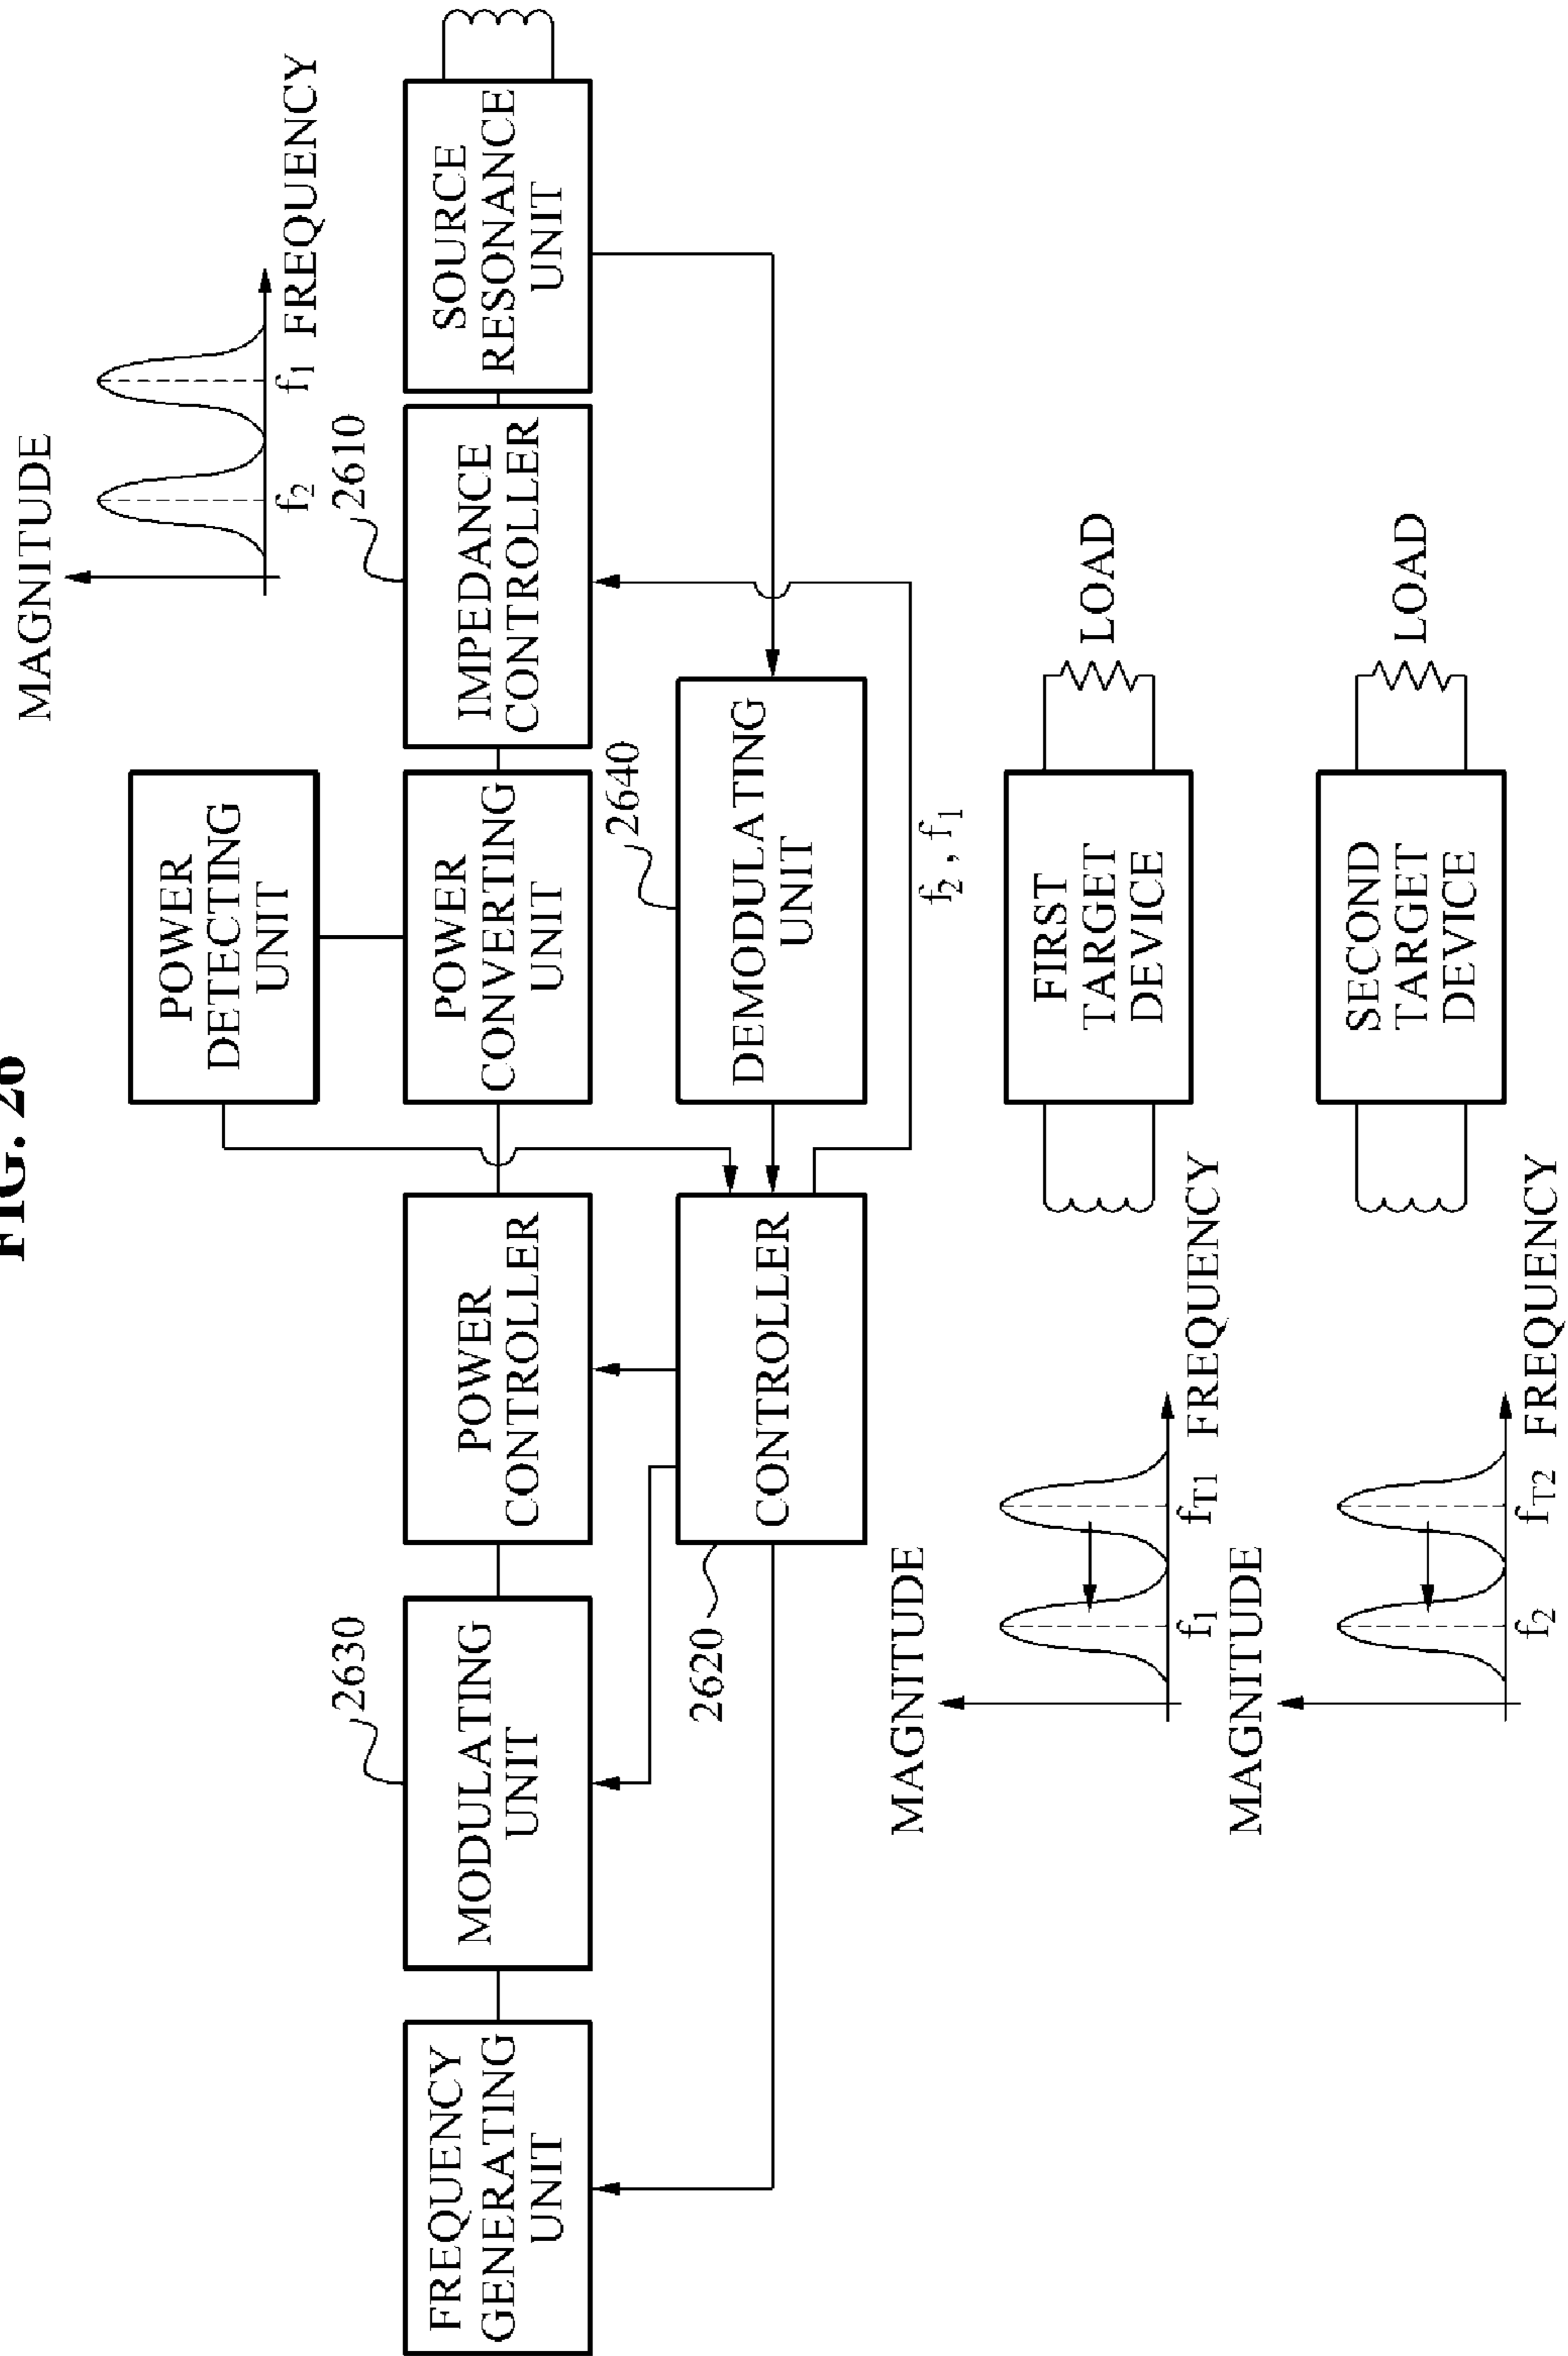 FIG. 26
MAGNITUDE
f2
f1
FREQUENCY
POWER
DETECTING
UNIT
2630
2610
FREQUENCY
GENERATING
UNIT
MODULATING
UNIT
POWER
CONTROLLER
POWER
CONVERTING
UNIT
IMPEDANCE
CONTROLLER
SOURCE
RESONANCE
UNIT
2640
2620
CONTROLLER
DEMODULATING
UNIT
f2 , f1
MAGNITUDE
f1
fT1
FREQUENCY
FIRST
TARGET
DEVICE
LOAD
MAGNITUDE
f2
fT2
FREQUENCY
SECOND
TARGET
DEVICE
LOAD